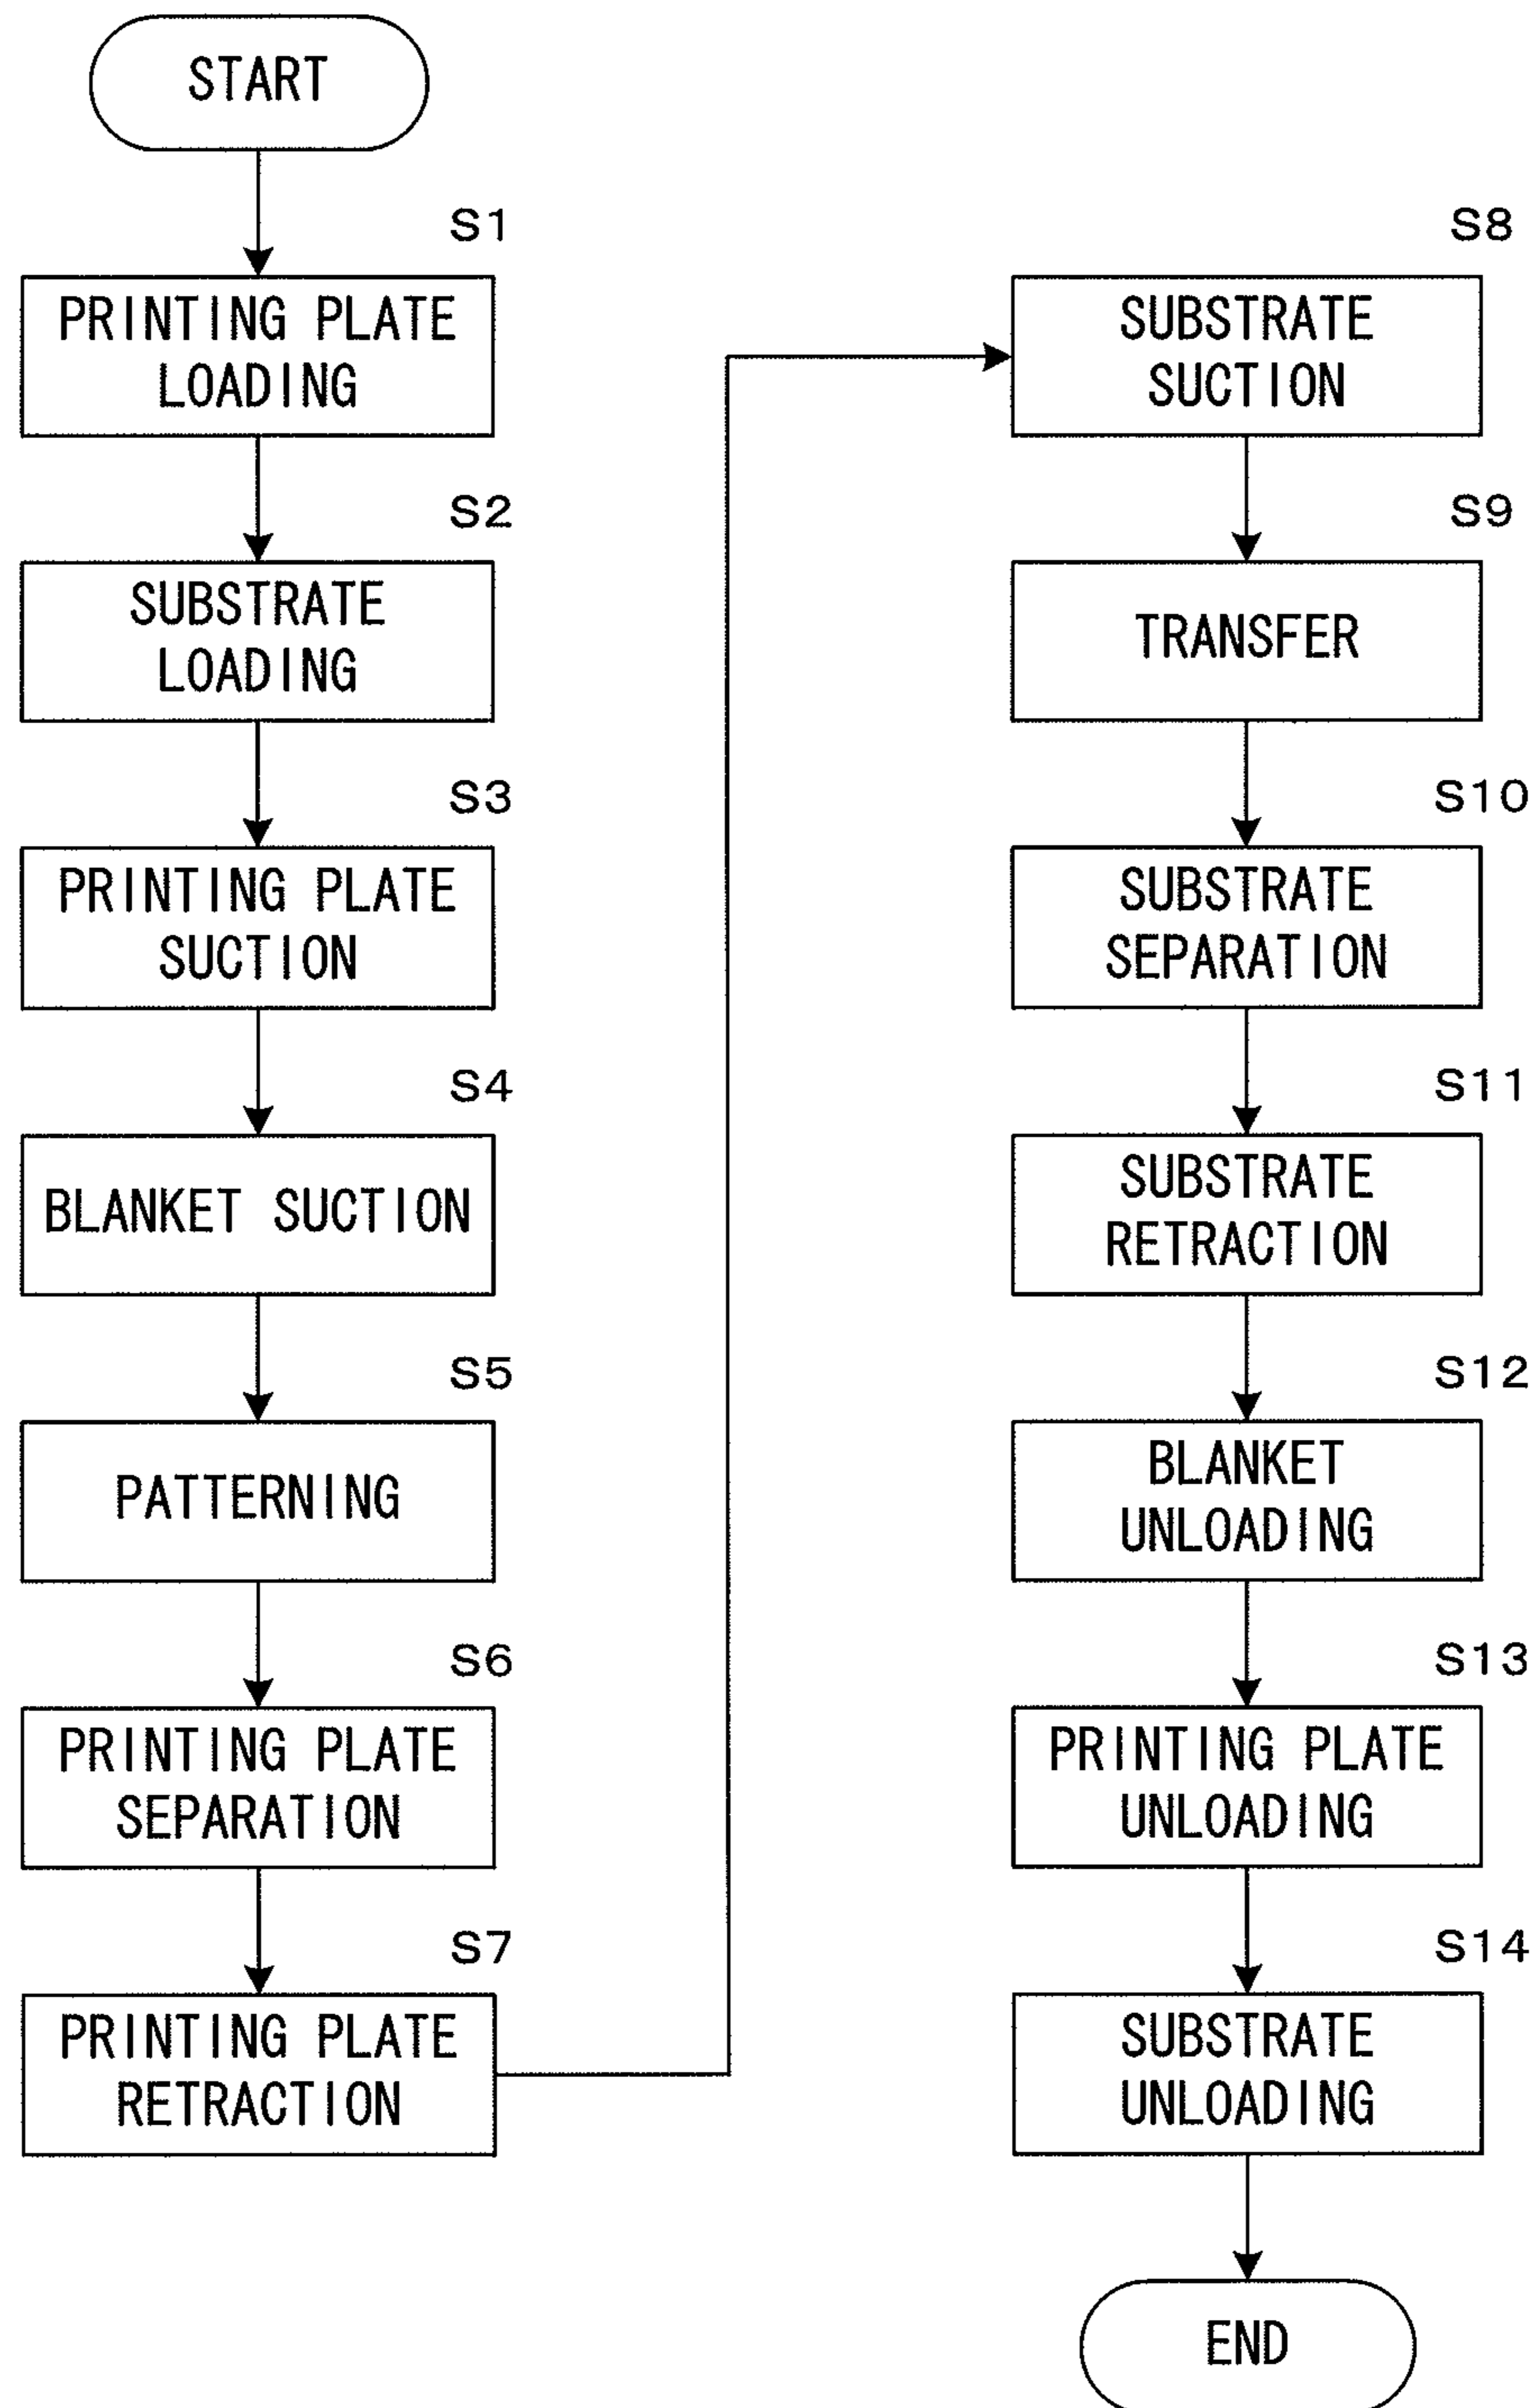 START
S1
PRINTING PLATE
LOADING
S2
SUBSTRATE
LOADING
S3
PRINTING PLATE
SUCTION
S4
BLANKET SUCTION
S5
PATTERNING
S6
PRINTING PLATE
SEPARATION
S7
PRINTING PLATE
RETRACTION
S8
SUBSTRATE
SUCTION
S9
TRANSFER
S10
SUBSTRATE
SEPARATION
S11
SUBSTRATE
RETRACTION
S12
BLANKET
UNLOADING
S13
PRINTING PLATE
UNLOADING
S14
SUBSTRATE
UNLOADING
END